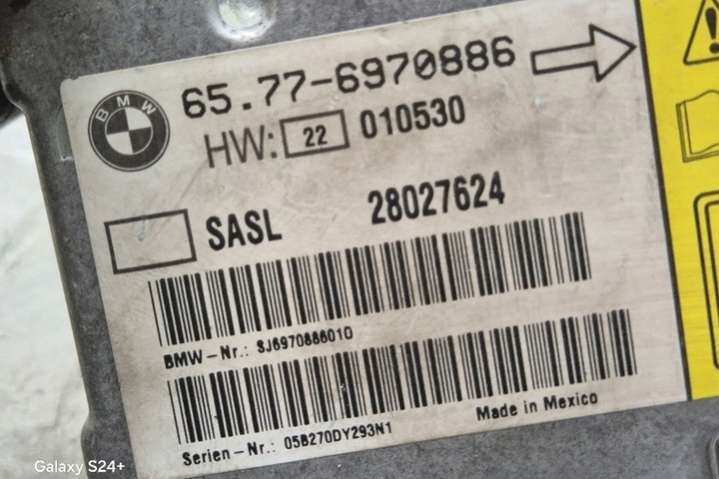 BMW
65.77-6970886
HW: 22 010530
SASL 28027624
BMW-Nr.: SJ6970886010
Serien-Nr.: 058270DY293N1
Made in Mexico
Galaxy S24+